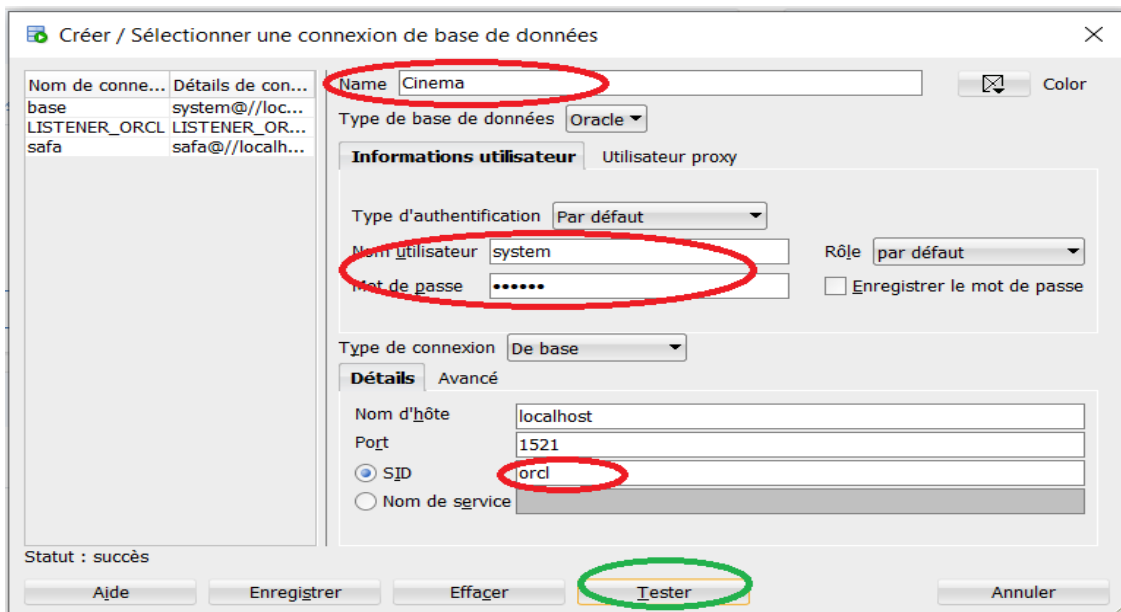 Créer / Sélectionner une connexion de base de données
Nom de conne... Détails de con...
base system@//loc...
LISTENER_ORCL LISTENER_OR...
safa safa@//localh...
Name Cinema Color
Type de base de données Oracle
Informations utilisateur Utilisateur proxy
Type d'authentification Par défaut
Nom utilisateur system Rôle par défaut
Mot de passe •••••• Enregistrer le mot de passe
Type de connexion De base
Détails Avancé
Nom d'hôte localhost
Port 1521
SID orcl
Nom de service
Statut : succès
Aide Enregistrer Effacer Tester Annuler